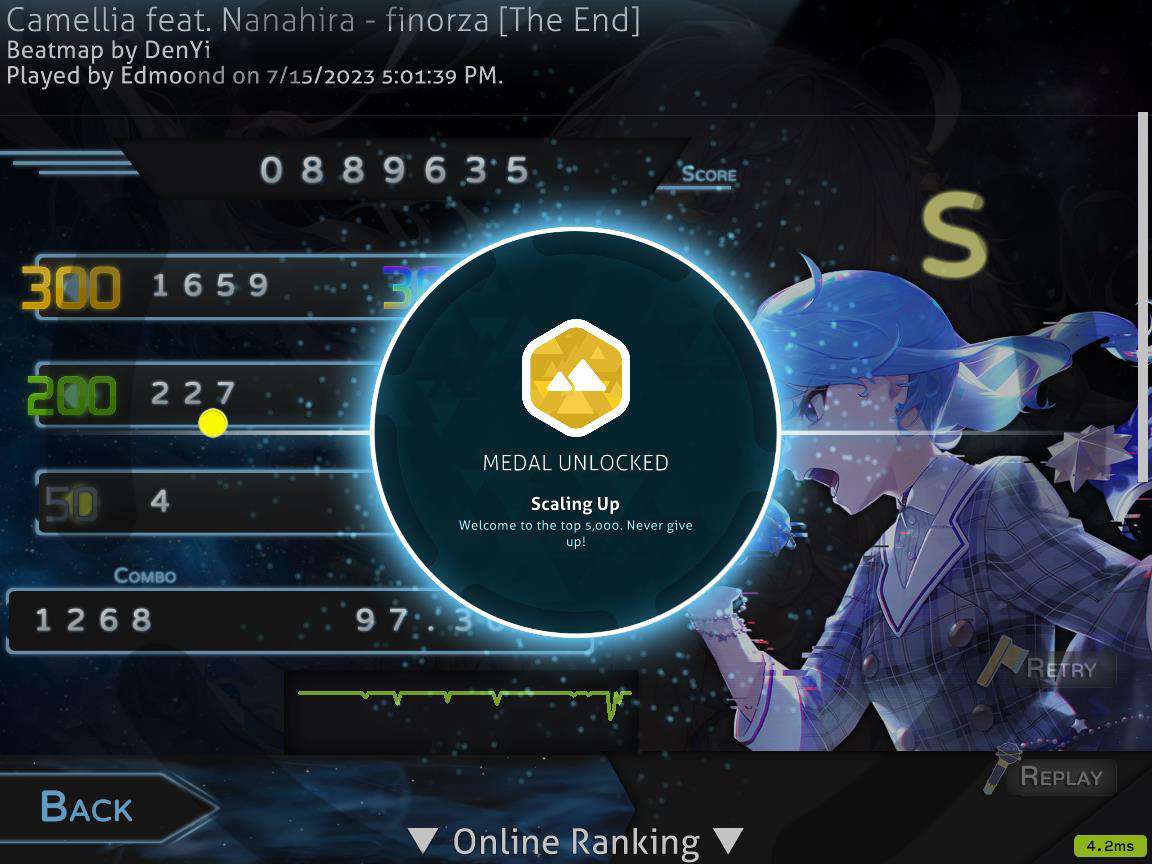 Camellia feat. Nanahira - finorza [The End]
Beatmap by DenYi
Played by Edmoond on 7/15/2023 5:01:39 PM.
0889635
Score
S
300 1659
200 227
50 4
MEDAL UNLOCKED
Scaling Up
Welcome to the top 5,000. Never give
up!
Combo
1268 97.3
Retry
Replay
Back
▼ Online Ranking ▼
4.2ms